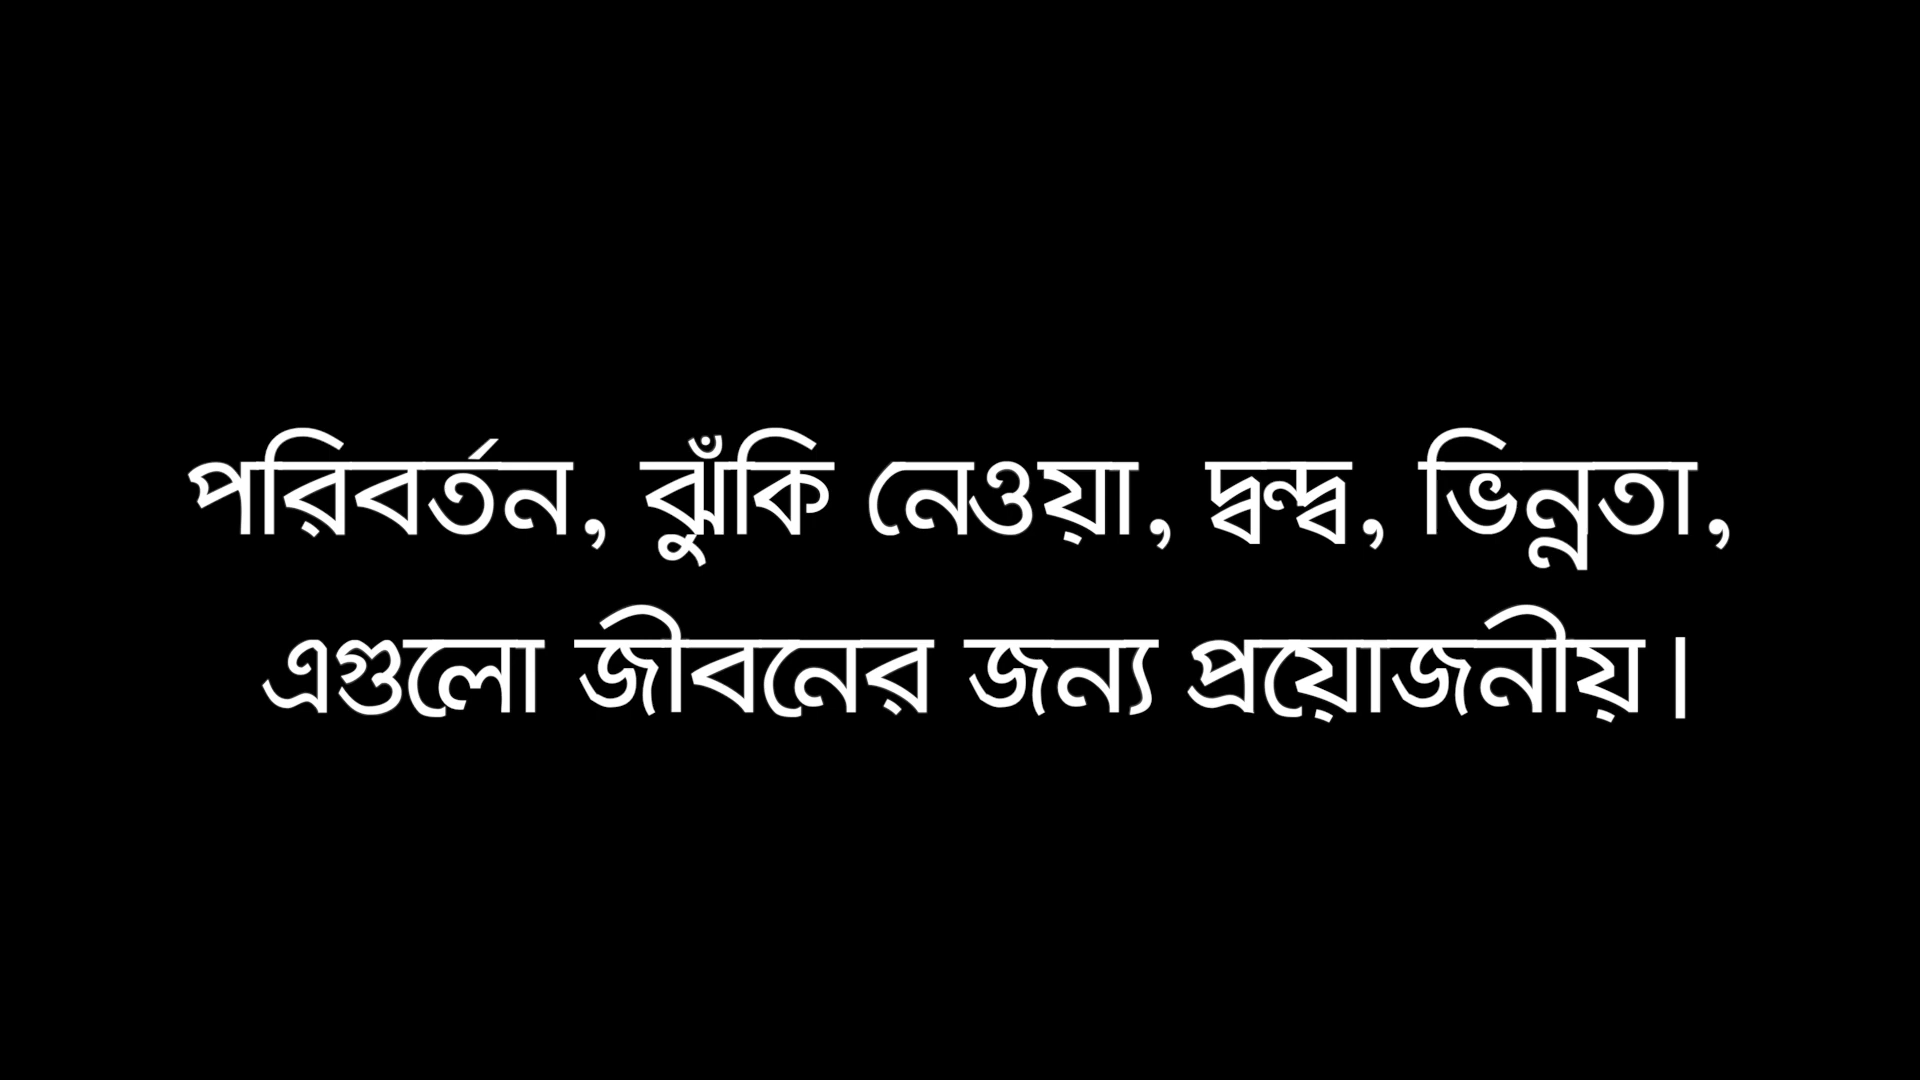 পরিবর্তন, ঝুঁকি নেওয়া, দ্বন্দ্ব, ভিন্নতা,
এগুলো জীবনের জন্য প্রয়োজনীয়।